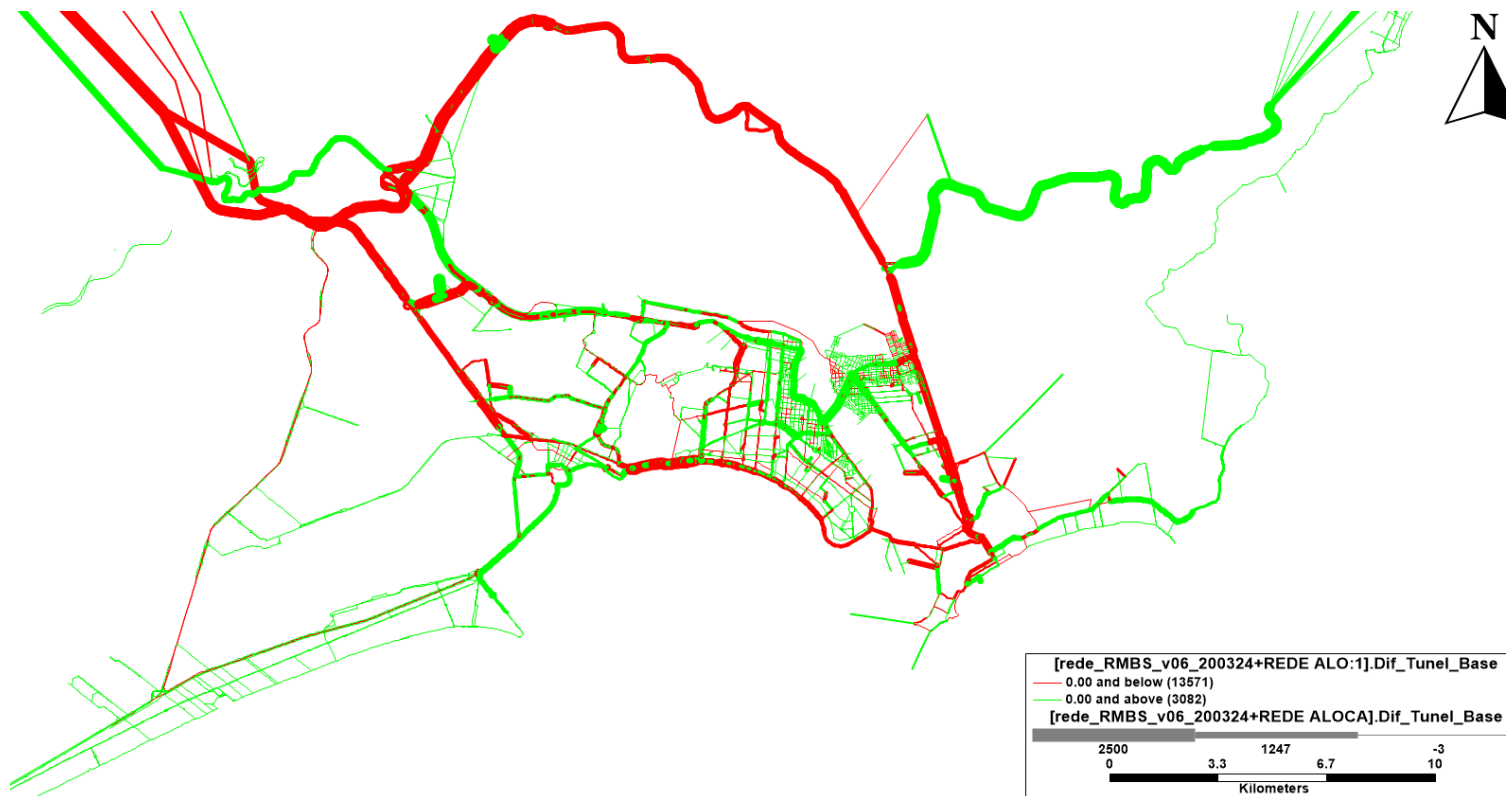 N
[rede_RMBS_v06_200324+REDE ALO:1].Dif_Tunel_Base
0.00 and below (13571)
0.00 and above (3082)
[rede_RMBS_v06_200324+REDE ALOCA].Dif_Tunel_Base
2500 1247 -3
0 3.3 6.7 10
Kilometers